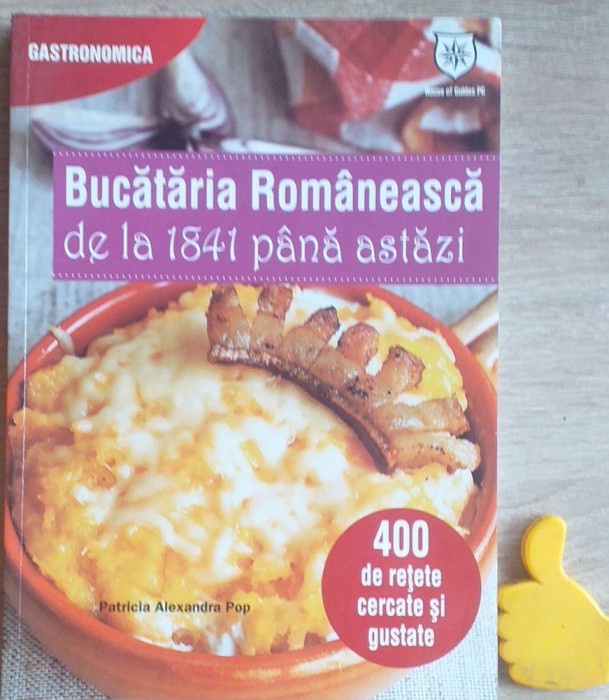 GASTRONOMICA
House of Guides PG
Bucătăria Românească
de la 1841 până astăzi
400
de rețete
cercate și
gustate
Patricia Alexandra Pop